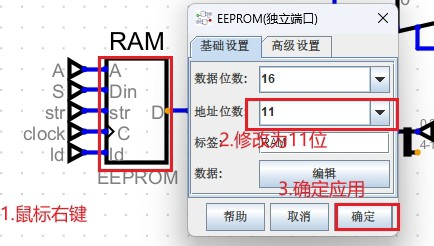 RAM
A
S
str
clock
ld
A
Din
str
C
ld
D
EEPROM
1.鼠标右键
EEPROM(独立端口)
基础设置
高级设置
数据位数:
16
地址位数:
11
2.修改为11位
标签:
RAM
数据:
编辑
3.确定应用
帮助
取消
确定